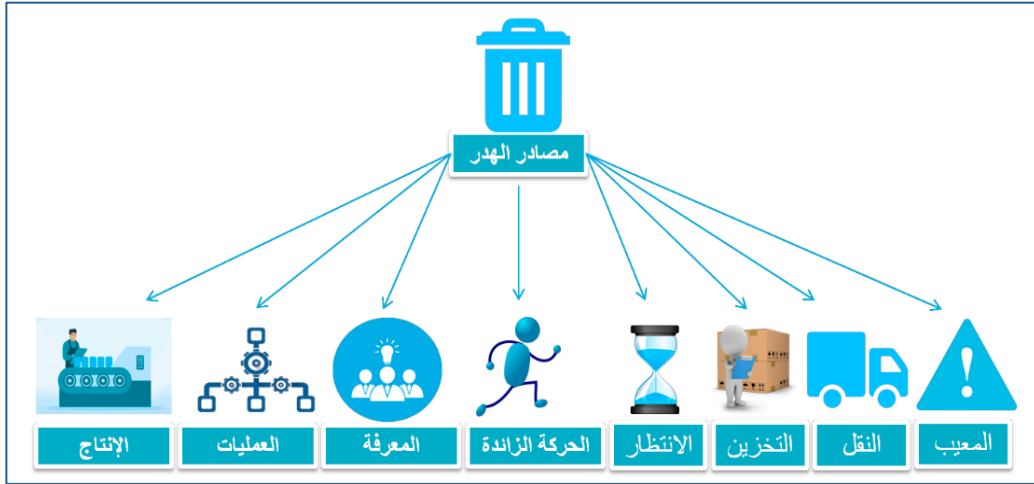 مصادر الهدر
المعيب
النقل
التخزين
الانتظار
الحركة الزائدة
المعرفة
العمليات
الإنتاج